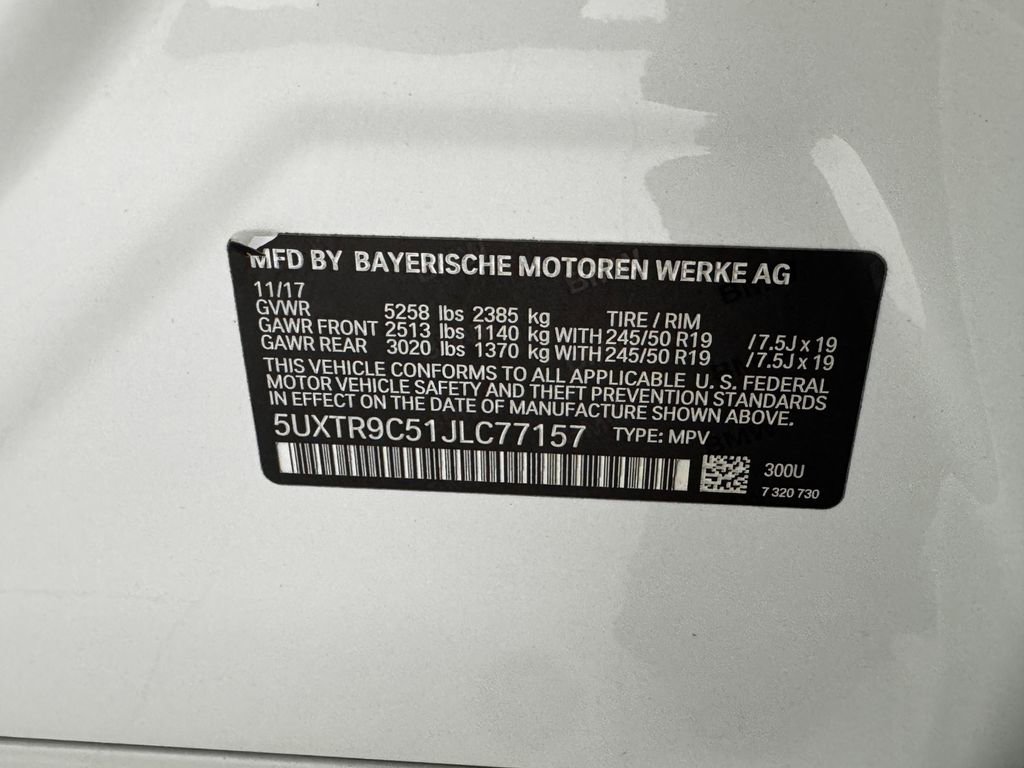 MFD BY BAYERISCHE MOTOREN WERKE AG
11/17
GVWR 5258 lbs 2385 kg TIRE / RIM
GAWR FRONT 2513 lbs 1140 kg WITH 245/50 R19 /7.5J x 19
GAWR REAR 3020 lbs 1370 kg WITH 245/50 R19 /7.5J x 19
THIS VEHICLE CONFORMS TO ALL APPLICABLE U. S. FEDERAL
MOTOR VEHICLE SAFETY AND THEFT PREVENTION STANDARDS
IN EFFECT ON THE DATE OF MANUFACTURE SHOWN ABOVE.
5UXTR9C51JLC77157 TYPE: MPV
300U
7 320 730